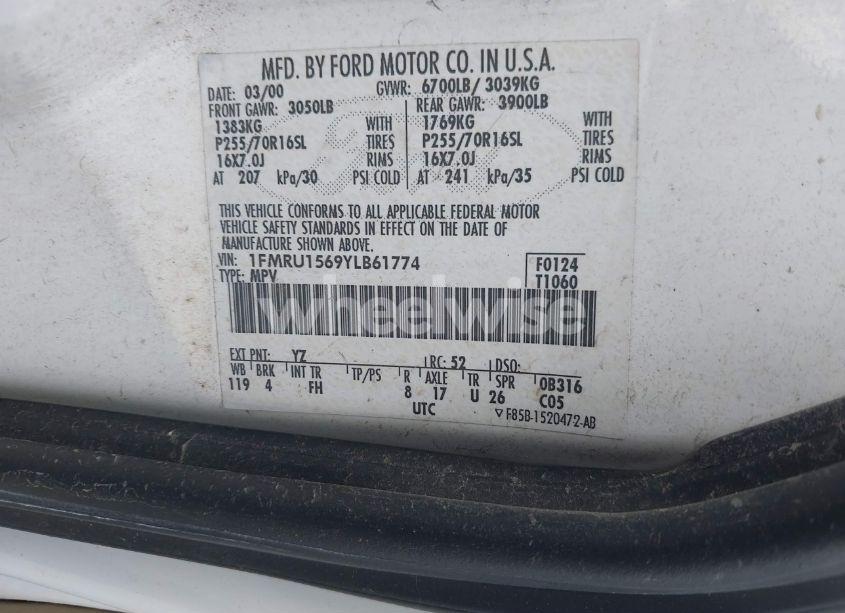 MFD. BY FORD MOTOR CO. IN U.S.A.
DATE: 03/00 GVWR: 6700LB/ 3039KG
FRONT GAWR: 3050LB REAR GAWR: 3900LB
1383KG WITH 1769KG WITH
P255/70R16SL TIRES P255/70R16SL TIRES
16X7.0J RIMS 16X7.0J RIMS
AT 207 kPa/30 PSI COLD AT 241 kPa/35 PSI COLD
THIS VEHICLE CONFORMS TO ALL APPLICABLE FEDERAL MOTOR
VEHICLE SAFETY STANDARDS IN EFFECT ON THE DATE OF
MANUFACTURE SHOWN ABOVE.
VIN: 1FMRU1569YLB61774 F0124
TYPE: MPV T1060
wheelwise
EXT PNT: YZ RC: 52 DSO:
WB BRK INT TR TP/PS R AXLE TR SPR 0B316
119 4 FH 8 17 U 26 C05
UTC F85B-1520472-AB